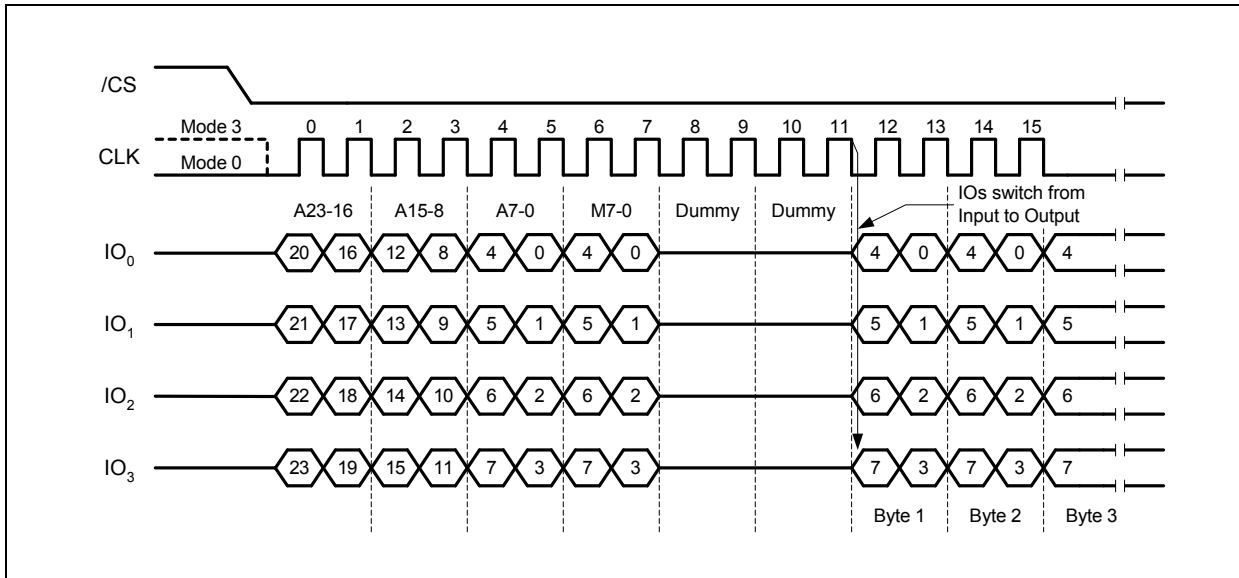 /CS
Mode 3 0 1 2 3 4 5 6 7 8 9 10 11 12 13 14 15
CLK
Mode 0
IOs switch from
Input to Output
A23-16 A15-8 A7-0 M7-0 Dummy Dummy
IO0 20 16 12 8 4 0 4 0 4 0 4 0 4
IO1 21 17 13 9 5 1 5 1 5 1 5 1 5
IO2 22 18 14 10 6 2 6 2 6 2 6 2 6
IO3 23 19 15 11 7 3 7 3 7 3 7 3 7
Byte 1 Byte 2 Byte 3